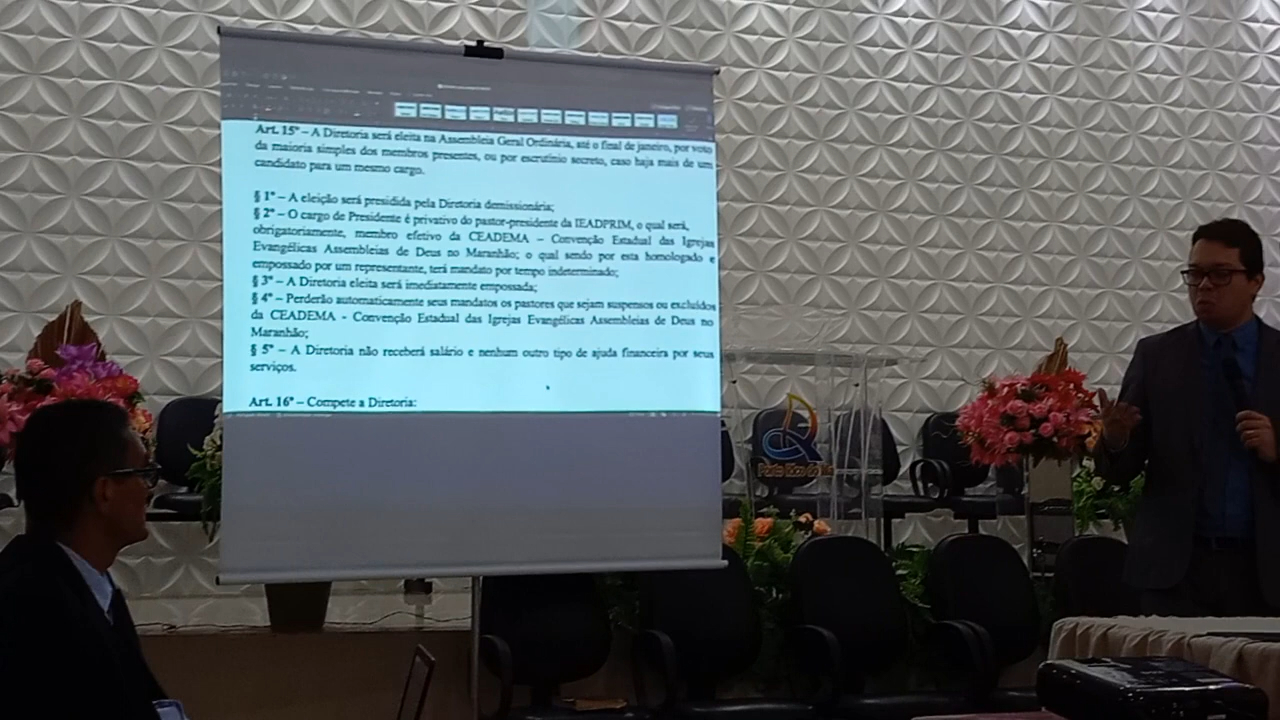 Art. 15º – A Diretoria será eleita na Assembleia Geral Ordinária, até o final de janeiro, por voto
da maioria simples dos membros presentes, ou por escrutínio secreto, caso haja mais de um
candidato para um mesmo cargo.
§ 1º – A eleição será presidida pela Diretoria demissionária;
§ 2º – O cargo de Presidente é privativo do pastor-presidente da IEADPRIM, o qual será,
obrigatoriamente, membro efetivo da CEADEMA – Convenção Estadual das Igrejas
Evangélicas Assembleias de Deus no Maranhão; o qual sendo por esta homologado e
empossado por um representante, terá mandato por tempo indeterminado;
§ 3º – A Diretoria eleita será imediatamente empossada;
§ 4º – Perderão automaticamente seus mandatos os pastores que sejam suspensos ou excluídos
da CEADEMA - Convenção Estadual das Igrejas Evangélicas Assembleias de Deus no
Maranhão;
§ 5º – A Diretoria não receberá salário e nenhum outro tipo de ajuda financeira por seus
serviços.
Art. 16º – Compete a Diretoria:
Porto Rico do